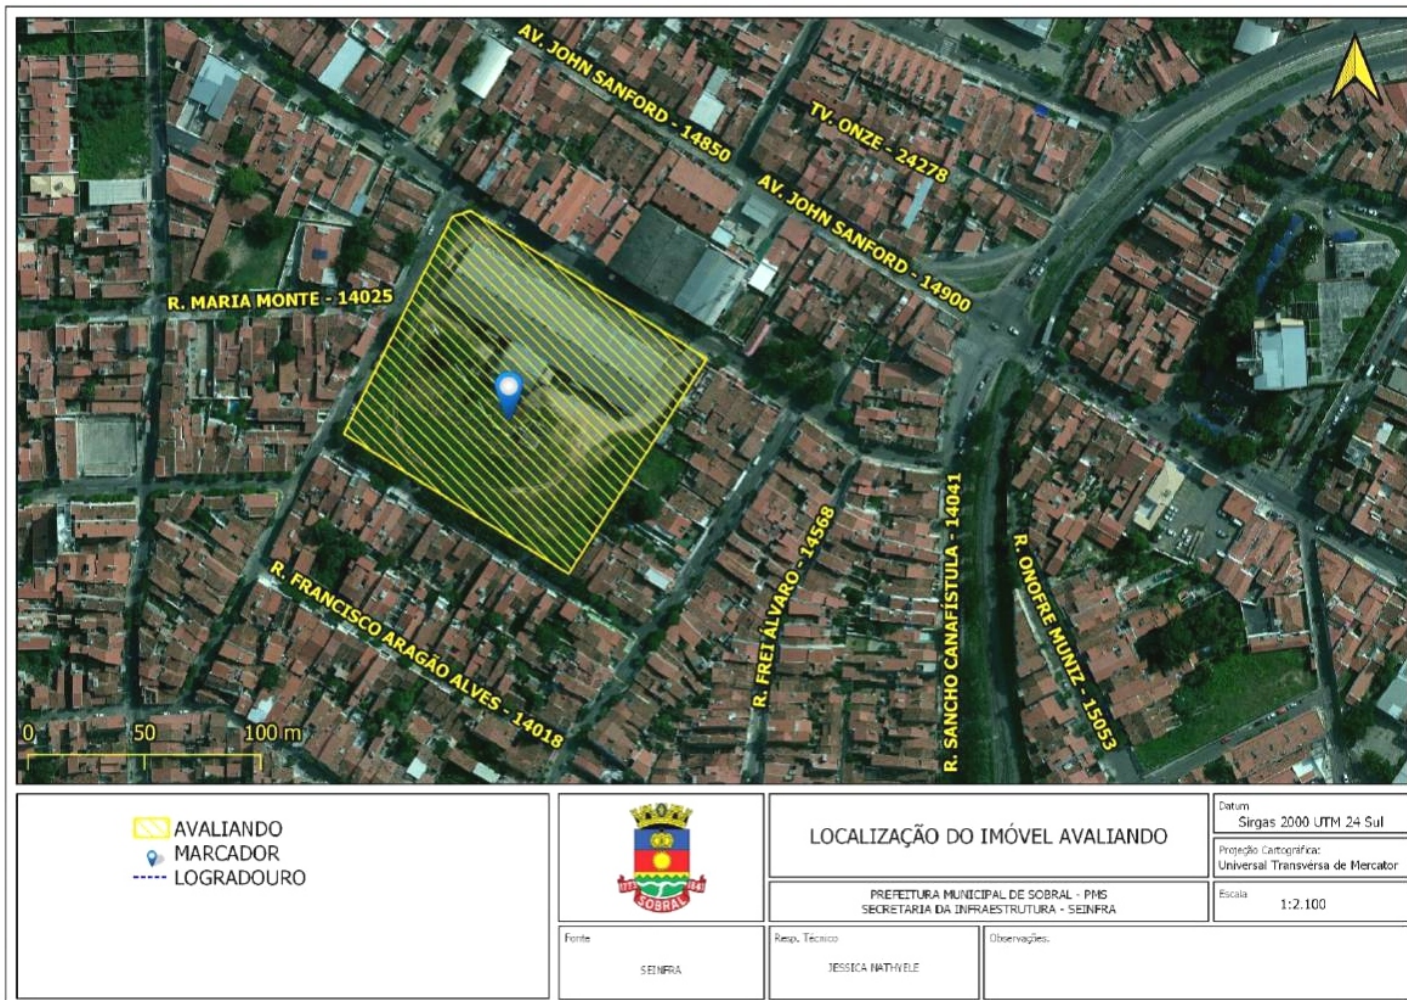 AV. JOHN SANFORD - 14850
TV. ONZE - 24278
AV. JOHN SANFORD - 14900
R. MARIA MONTE - 14025
R. FRANCISCO ARAGÃO ALVES - 14018
R. FREI ÁLVARO - 14568
R. SANCHO CANAFÍSTULA - 14041
R. ONOFRE MUNIZ - 15053
0 50 100 m
AVALIANDO
MARCADOR
LOGRADOURO
1773 1841
SOBRAL
LOCALIZAÇÃO DO IMÓVEL AVALIANDO
PREFEITURA MUNICIPAL DE SOBRAL - PMS
SECRETARIA DA INFRAESTRUTURA - SEINFRA
Datum
Sirgas 2000 UTM 24 Sul
Projeção Cartográfica:
Universal Transvérsa de Mercator
Escala
1:2.100
Fonte
SEINFRA
Resp. Técnico
JESSICA NATHYELE
Observações: